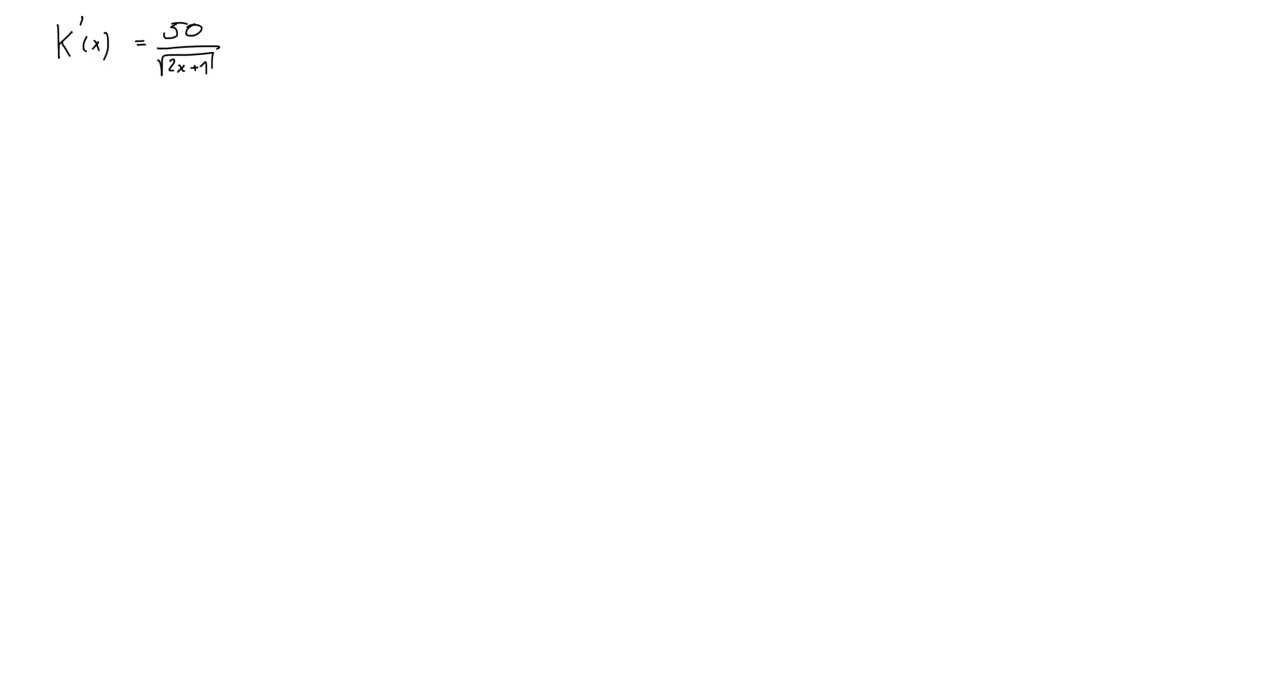 K'(x) = 50/√(2x+1)